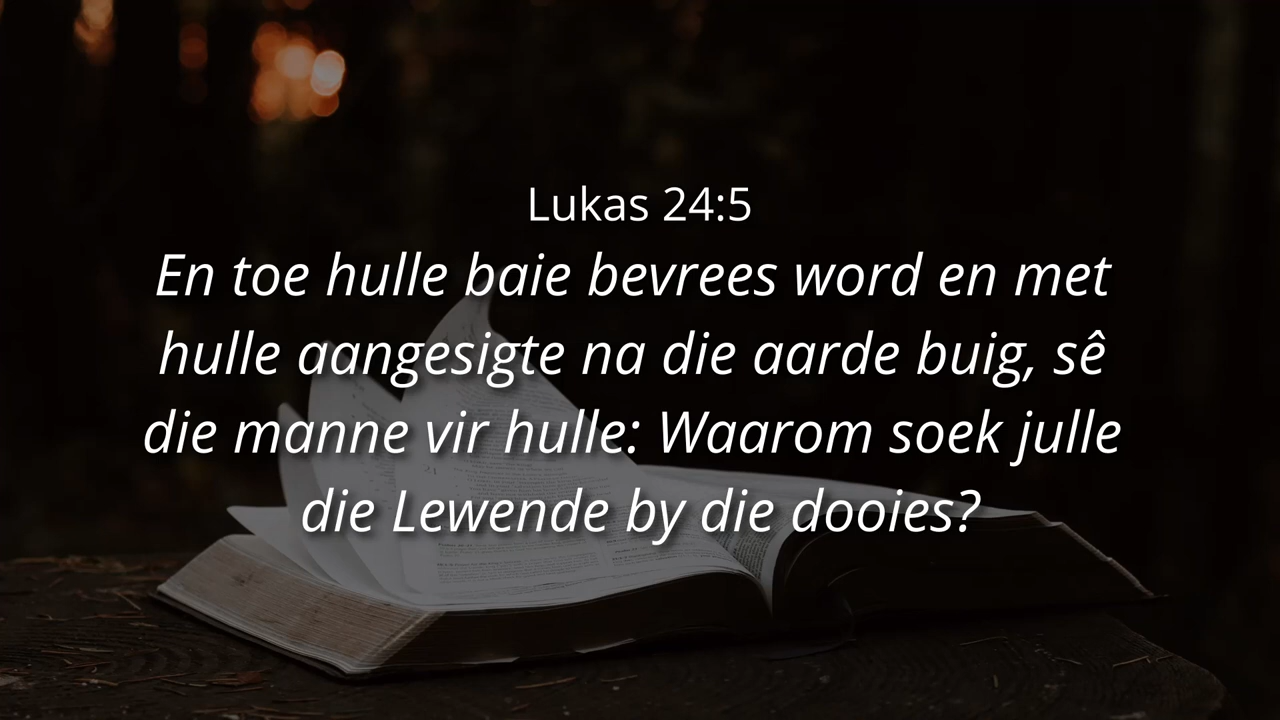 Lukas 24:5
En toe hulle baie bevrees word en met
hulle aangesigte na die aarde buig, sê
die manne vir hulle: Waarom soek julle
die Lewende by die dooies?